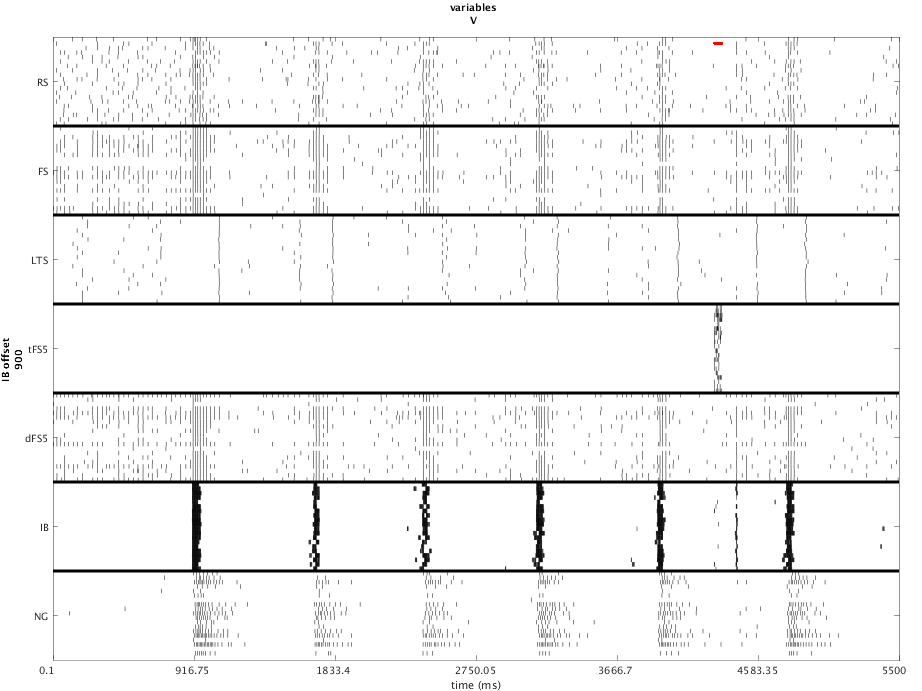 variables
V
RS
FS
LTS
tFS5
dFS5
IB
NG
IB offset
900
0.1
916.75
1833.4
2750.05
3666.7
4583.35
5500
time (ms)